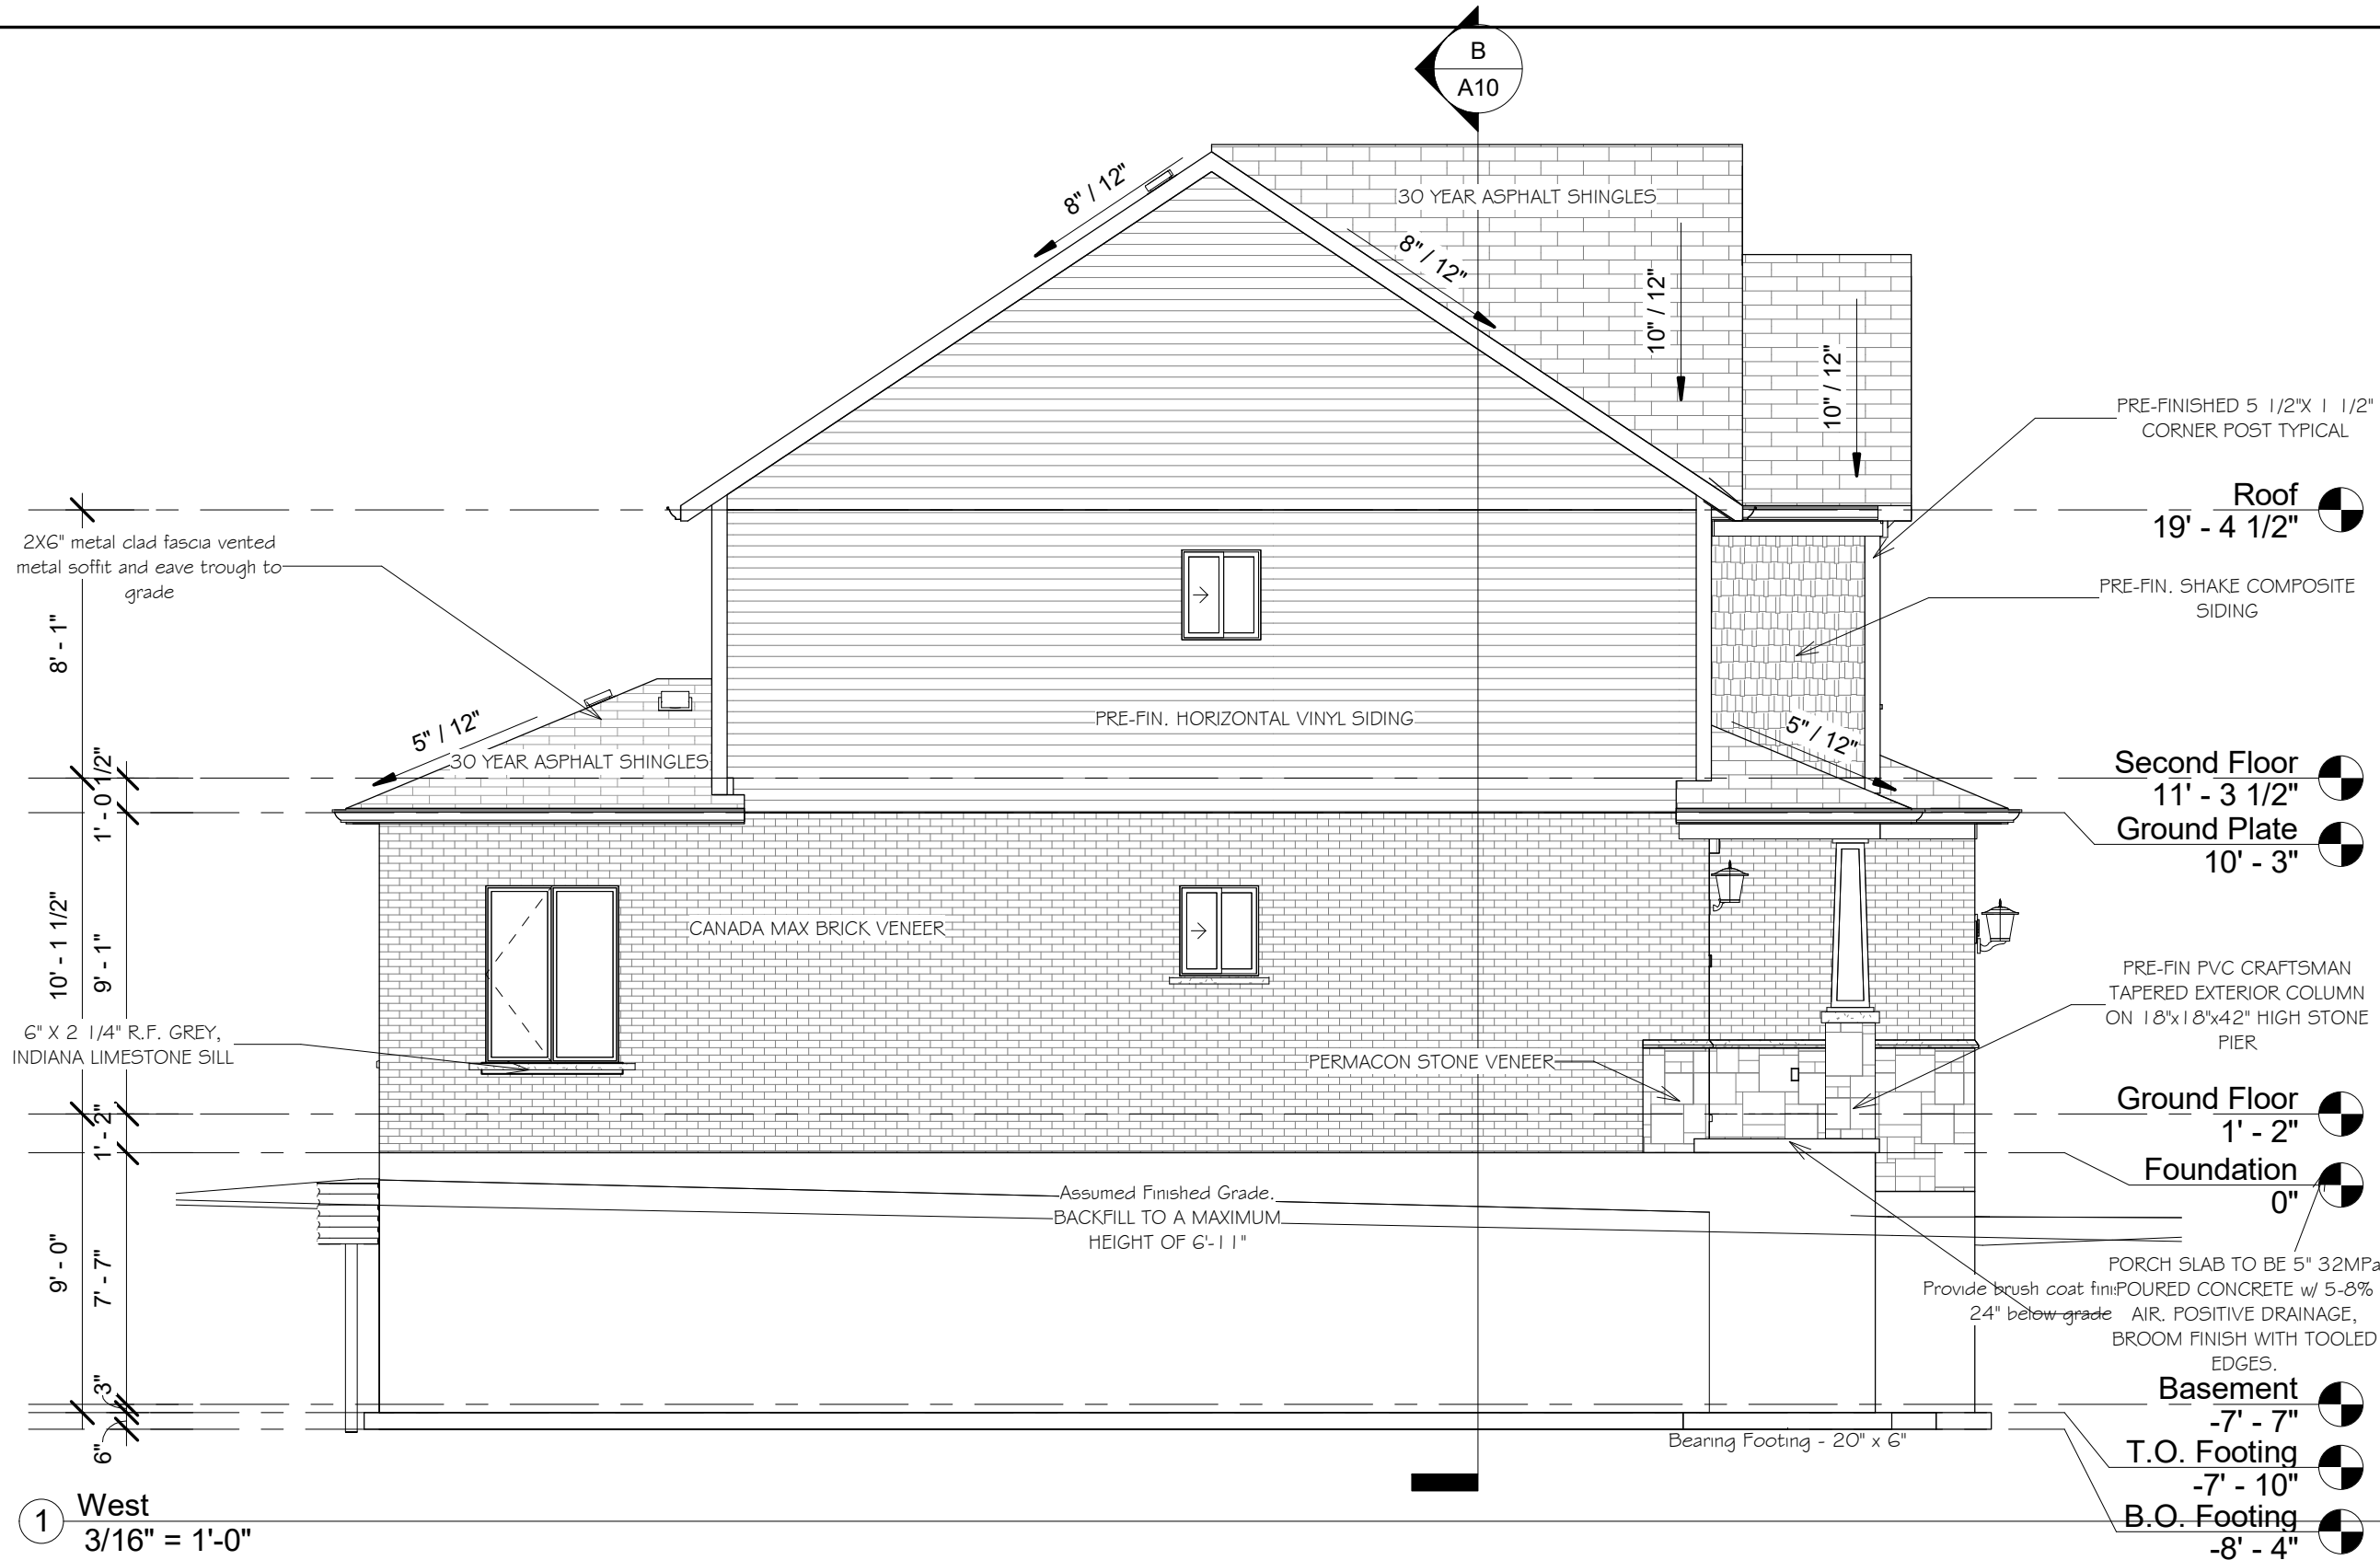 B
A10
8" / 12"
30 YEAR ASPHALT SHINGLES
8" / 12"
10" / 12"
10" / 12"
PRE-FINISHED 5 1/2"X 1 1/2"
CORNER POST TYPICAL
Roof
19' - 4 1/2"
2X6" metal clad fascia vented
metal soffit and eave trough to
grade
PRE-FIN. SHAKE COMPOSITE
SIDING
8' - 1"
5" / 12"
30 YEAR ASPHALT SHINGLES
PRE-FIN. HORIZONTAL VINYL SIDING
5" / 12"
Second Floor
11' - 3 1/2"
1' - 0 1/2"
Ground Plate
10' - 3"
CANADA MAX BRICK VENEER
10' - 1 1/2"
9' - 1"
PRE-FIN PVC CRAFTSMAN
TAPERED EXTERIOR COLUMN
ON 18"x18"x42" HIGH STONE
PIER
6" X 2 1/4" R.F. GREY,
INDIANA LIMESTONE SILL
PERMACON STONE VENEER
Ground Floor
1' - 2"
1' - 2"
Foundation
0"
Assumed Finished Grade.
BACKFILL TO A MAXIMUM
HEIGHT OF 6'-11"
9' - 0"
7' - 7"
PORCH SLAB TO BE 5" 32MPa
POURED CONCRETE w/ 5-8%
AIR. POSITIVE DRAINAGE,
BROOM FINISH WITH TOOLED
EDGES.
Provide brush coat
24" below grade
3"
6"
Basement
-7' - 7"
Bearing Footing - 20" x 6"
T.O. Footing
-7' - 10"
B.O. Footing
-8' - 4"
1
West
3/16" = 1'-0"